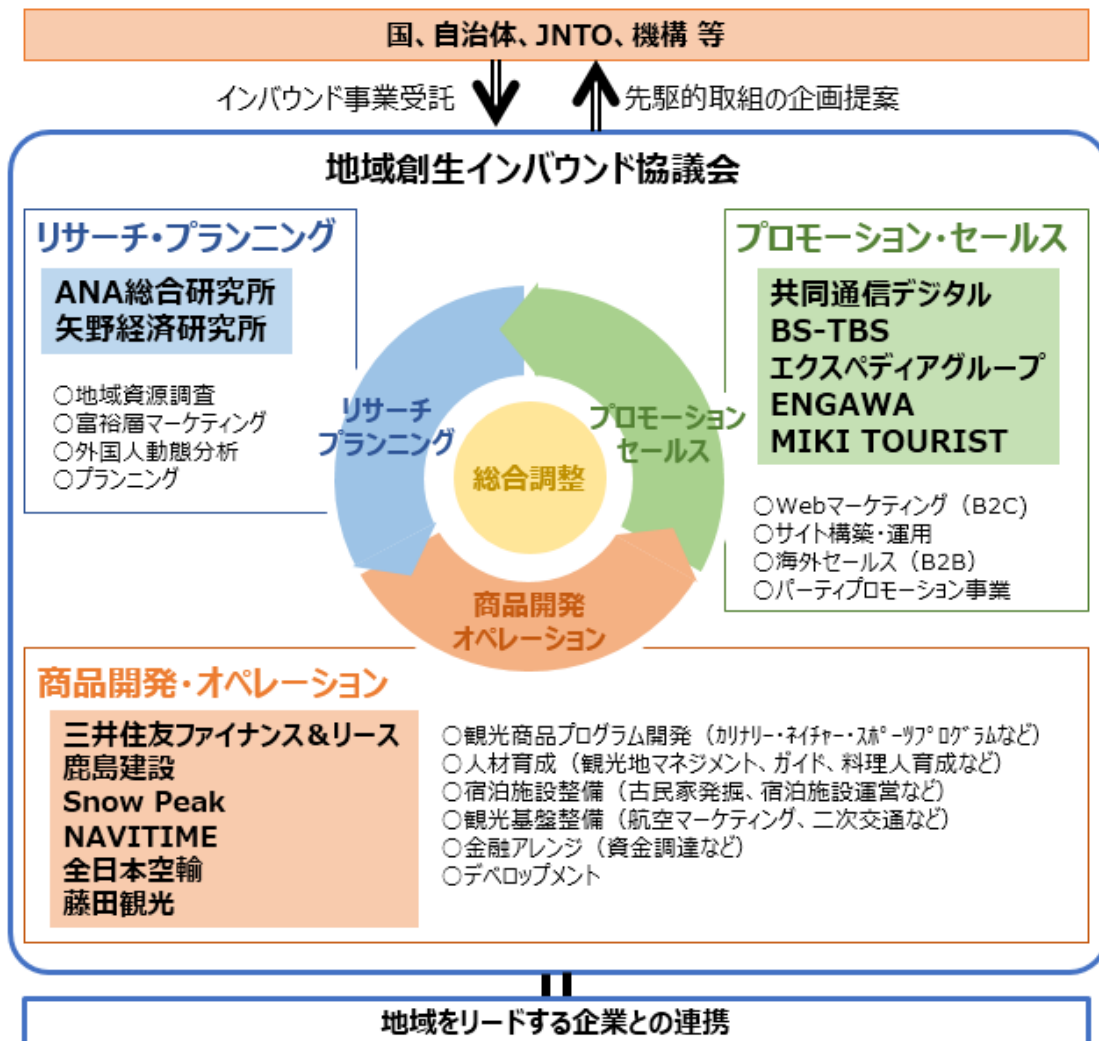 国、自治体、JNTO、機構 等
インバウンド事業受託
先駆的取組の企画提案
地域創生インバウンド協議会
リサーチ・プランニング
ANA総合研究所
矢野経済研究所
○地域資源調査
○富裕層マーケティング
○外国人動態分析
○プランニング
プロモーション・セールス
共同通信デジタル
BS-TBS
エクスペディアグループ
ENGAWA
MIKI TOURIST
○Webマーケティング（B2C)
○サイト構築・運用
○海外セールス（B2B）
○パーティプロモーション事業
リサーチ
プランニング
プロモーション
セールス
総合調整
商品開発
オペレーション
商品開発・オペレーション
三井住友ファイナンス＆リース
鹿島建設
Snow Peak
NAVITIME
全日本空輸
藤田観光
○観光商品プログラム開発（ｶﾘﾅﾘｰ・ﾈｲﾁｬｰ・ｽﾎﾟｰﾂﾌﾟﾛｸﾞﾗﾑなど）
○人材育成（観光地マネジメント、ガイド、料理人育成など）
○宿泊施設整備（古民家発掘、宿泊施設運営など）
○観光基盤整備（航空マーケティング、二次交通など）
○金融アレンジ（資金調達など）
○デベロップメント
地域をリードする企業との連携